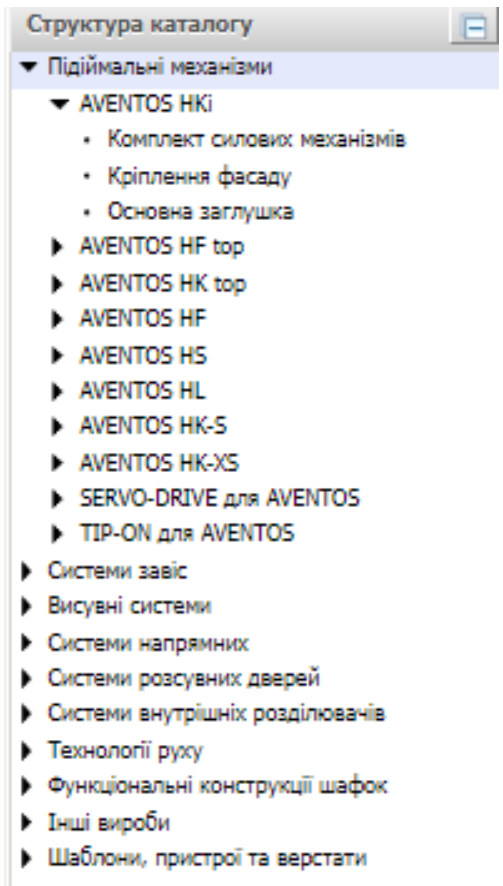 Структура каталогу
Підіймальні механізми
AVENTOS HKi
Комплект силових механізмів
Кріплення фасаду
Основна заглушка
AVENTOS HF top
AVENTOS HK top
AVENTOS HF
AVENTOS HS
AVENTOS HL
AVENTOS HK-S
AVENTOS HK-XS
SERVO-DRIVE для AVENTOS
TIP-ON для AVENTOS
Системи завіс
Висувні системи
Системи напрямних
Системи розсувних дверей
Системи внутрішніх розділювачів
Технології руху
Функціональні конструкції шафок
Інші вироби
Шаблони, пристрої та верстати